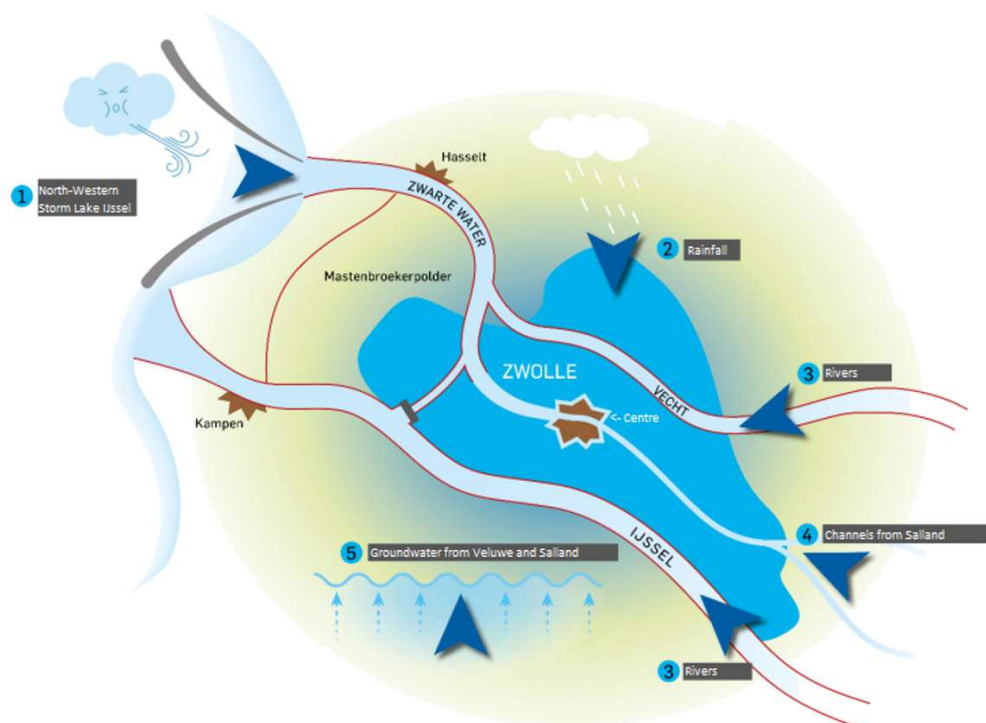 Hasselt
1
North-Western
Storm Lake IJssel
ZWARTE WATER
2
Rainfall
Mastenbroekerpolder
ZWOLLE
3
Rivers
VECHT
Kampen
<- Centre
IJSSEL
4
Channels from Salland
5
Groundwater from Veluwe and Salland
3
Rivers